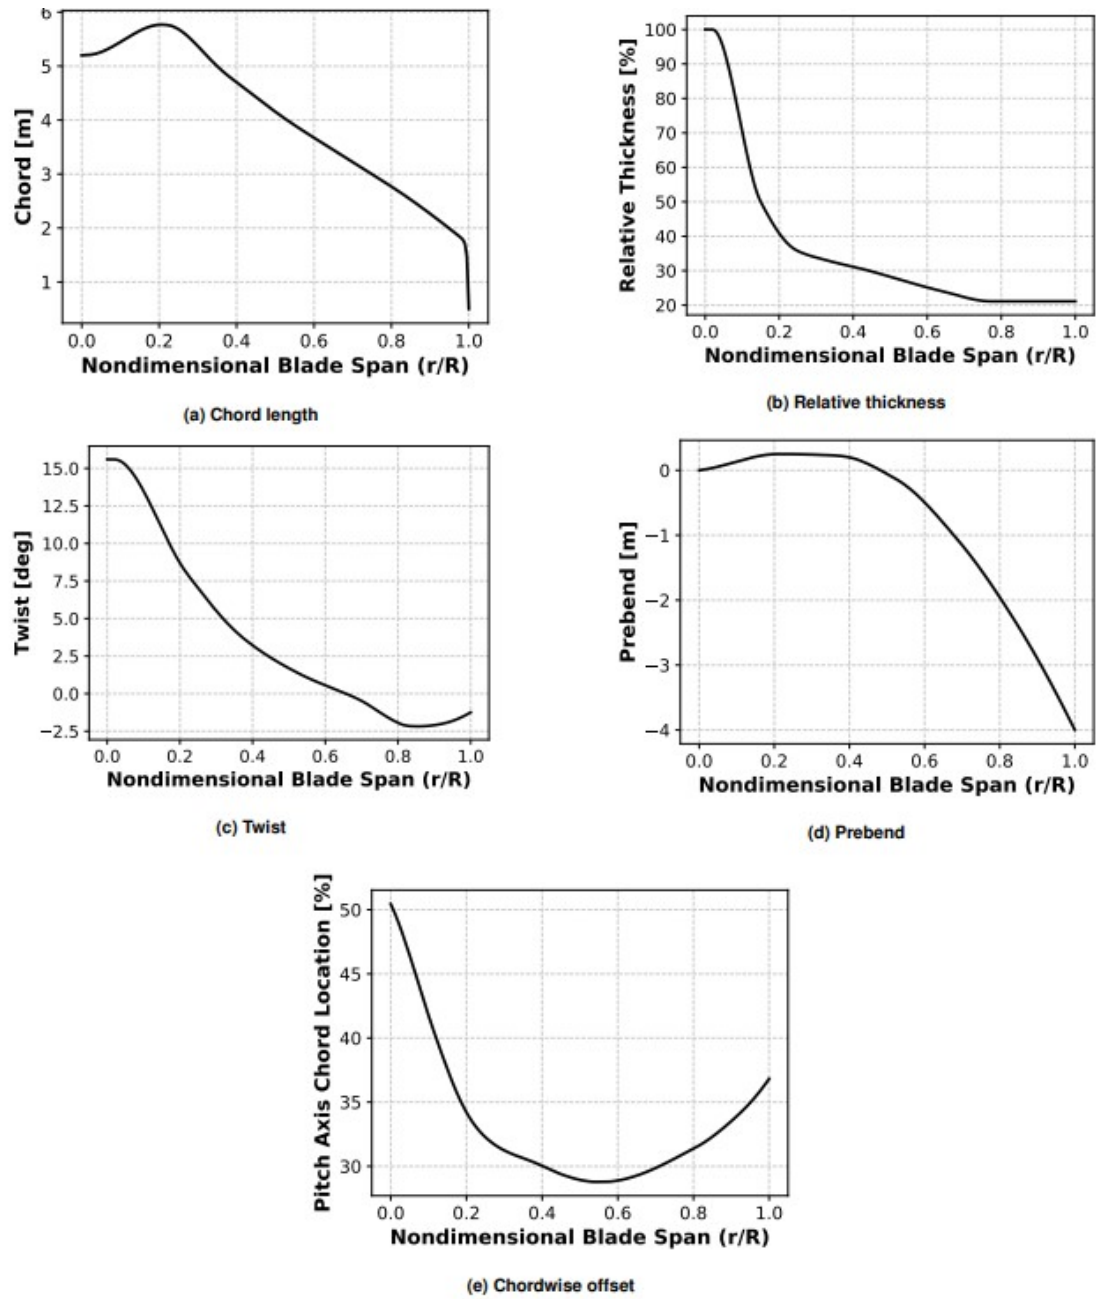 6
5
4
3
2
1
Chord [m]
0.0 0.2 0.4 0.6 0.8 1.0
Nondimensional Blade Span (r/R)
(a) Chord length
100
90
80
70
60
50
40
30
20
Relative Thickness [%]
0.0 0.2 0.4 0.6 0.8 1.0
Nondimensional Blade Span (r/R)
(b) Relative thickness
15.0
12.5
10.0
7.5
5.0
2.5
0.0
−2.5
Twist [deg]
0.0 0.2 0.4 0.6 0.8 1.0
Nondimensional Blade Span (r/R)
(c) Twist
0
−1
−2
−3
−4
Prebend [m]
0.0 0.2 0.4 0.6 0.8 1.0
Nondimensional Blade Span (r/R)
(d) Prebend
50
45
40
35
30
Pitch Axis Chord Location [%]
0.0 0.2 0.4 0.6 0.8 1.0
Nondimensional Blade Span (r/R)
(e) Chordwise offset